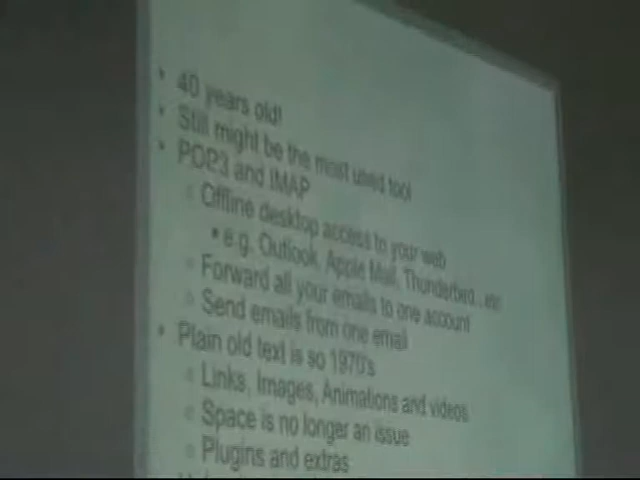 • 40 years old!
• Still might be the most used tool
• POP3 and IMAP
○ Offline desktop access to your web
▪ e.g. Outlook, Apple Mail, Thunderbird.. etc
○ Forward all your emails to one account
○ Send emails from one email
• Plain old text is so 1970's
○ Links, Images, Animations and videos
○ Space is no longer an issue
○ Plugins and extras